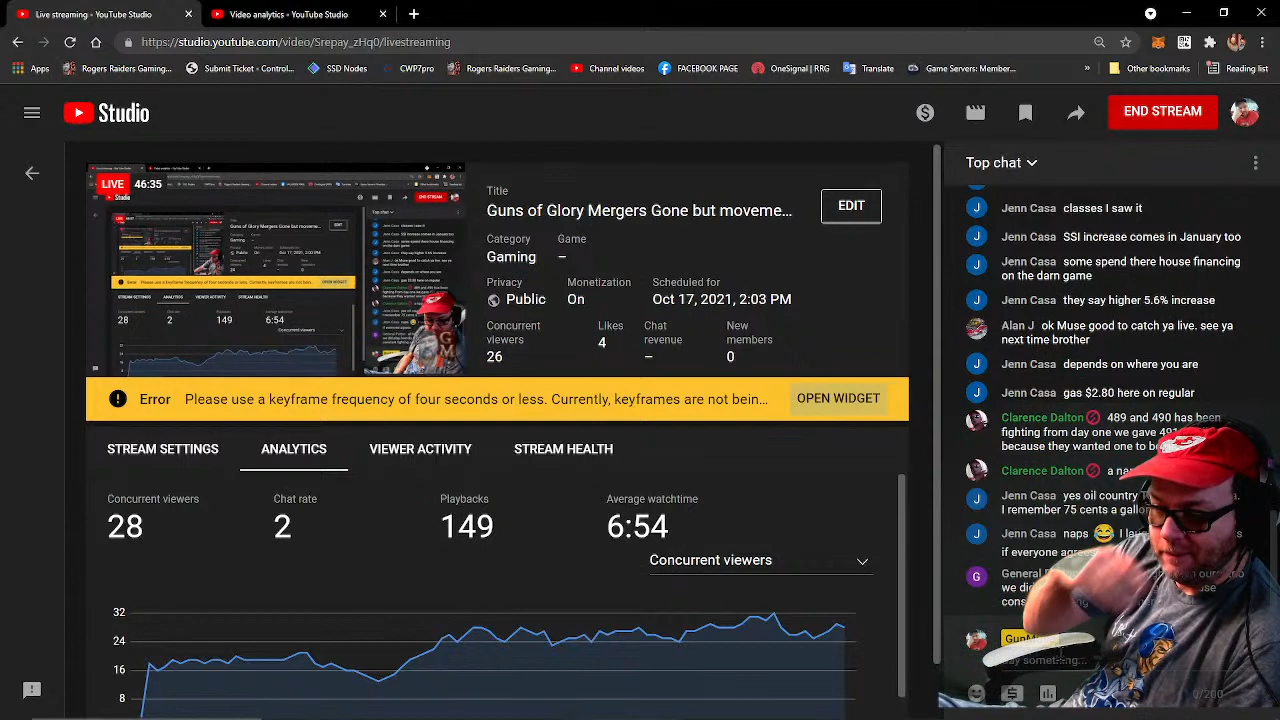 Live streaming - YouTube Studio
Video analytics - YouTube Studio
https://studio.youtube.com/video/Srepay_zHq0/livestreaming
Apps
Rogers Raiders Gaming...
Submit Ticket - Control...
SSD Nodes
CWP7pro
Rogers Raiders Gaming...
Channel videos
FACEBOOK PAGE
OneSignal | RRG
Translate
Game Servers: Member...
»
Other bookmarks
Reading list
Studio
END STREAM
LIVE 46:35
Title
Guns of Glory Mergers Gone but moveme...
EDIT
Category
Game
Gaming
–
Privacy
Monetization
Scheduled for
Public
On
Oct 17, 2021, 2:03 PM
Concurrent viewers
Likes
Chat revenue
New members
26
4
–
0
Error Please use a keyframe frequency of four seconds or less. Currently, keyframes are not bein...
OPEN WIDGET
STREAM SETTINGS
ANALYTICS
VIEWER ACTIVITY
STREAM HEALTH
Concurrent viewers
Chat rate
Playbacks
Average watchtime
28
2
149
6:54
Concurrent viewers
32
24
16
8
Top chat
Jenn Casa classes I saw it
Jenn Casa SSI increase comes in January too
Jenn Casa some spend there house financing
on the darn game
Jenn Casa they say higher 5.6% increase
Alan J ok Muse good to catch ya live. see ya
next time brother
Jenn Casa depends on where you are
Jenn Casa gas $2.80 here on regular
Clarence Dalton 489 and 490 has been
fighting from day one we gave 491
because they wanted one to be
Clarence Dalton a
Jenn Casa yes oil country
I remember 75 cents a gallon
Jenn Casa naps
if everyone
General
we did
0/200